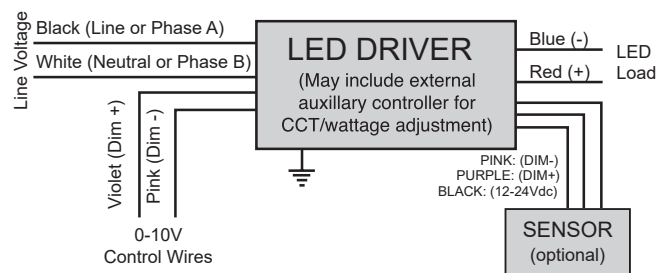 Line Voltage
Black (Line or Phase A)
White (Neutral or Phase B)
Violet (Dim +)
Pink (Dim -)
0-10V
Control Wires
LED DRIVER
(May include external
auxillary controller for
CCT/wattage adjustment)
Blue (-)
Red (+)
LED
Load
PINK: (DIM-)
PURPLE: (DIM+)
BLACK: (12-24Vdc)
SENSOR
(optional)